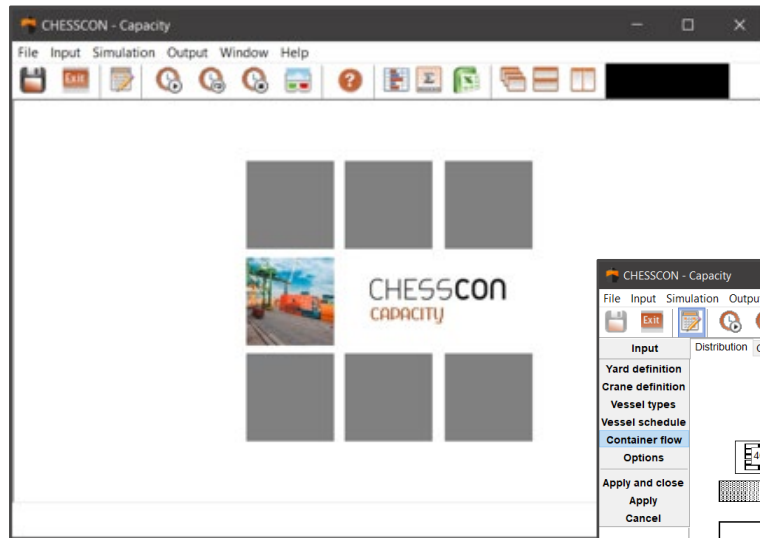 CHESSCON - Capacity
File Input Simulation Output Window Help
Exit
CHESSCON
CAPACITY
CHESSCON - Capacity
File Input Simulation Outpu
Exit
Input
Distribution
Yard definition
Crane definition
Vessel types
Vessel schedule
Container flow
Options
Apply and close
Apply
Cancel